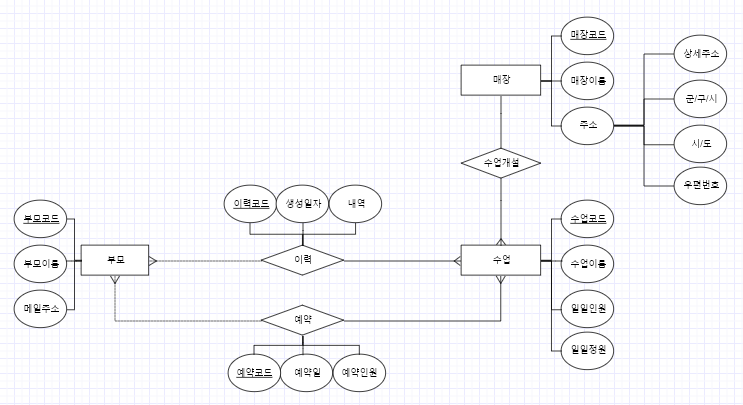 매장코드
매장
매장이름
주소
상세주소
군/구/시
시/도
우편번호
수업개설
이력코드
생성일자
내역
부모코드
부모이름
메일주소
부모
이력
수업
수업코드
수업이름
일일인원
일일정원
예약
예약코드
예약일
예약인원